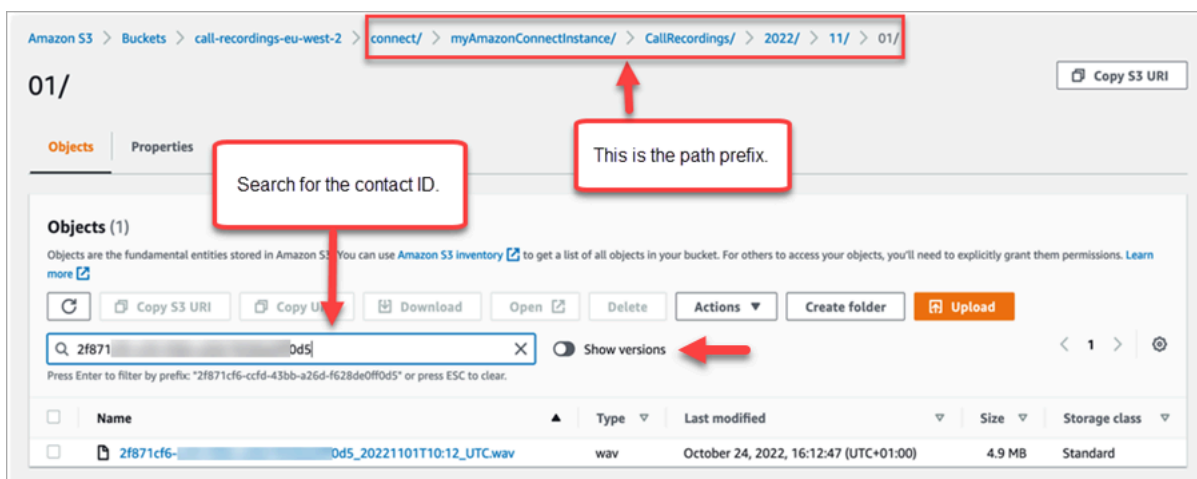 Amazon S3 > Buckets > call-recordings-eu-west-2 > connect/ > myAmazonConnectInstance/ > CallRecordings/ > 2022/ > 11/ > 01/
01/
Copy S3 URI
Objects
Properties
This is the path prefix.
Search for the contact ID.
Objects (1)
Objects are the fundamental entities stored in Amazon S3. You can use Amazon S3 inventory to get a list of all objects in your bucket. For others to access your objects, you'll need to explicitly grant them permissions. Learn
more
Copy S3 URI
Copy U
Download
Open
Delete
Actions
Create folder
Upload
2f871 0d5
Show versions
< 1 >
Press Enter to filter by prefix: "2f871cf6-ccfd-43bb-a26d-f628de0ff0d5" or press ESC to clear.
Name
Type
Last modified
Size
Storage class
2f871cf6- 0d5_20221101T10:12_UTC.wav
wav
October 24, 2022, 16:12:47 (UTC+01:00)
4.9 MB
Standard